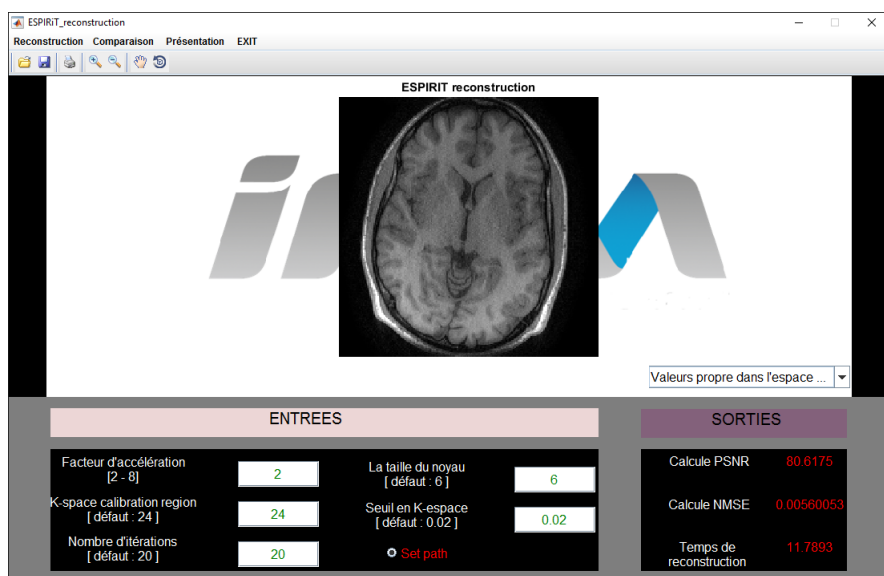 ESPIRiT_reconstruction
Reconstruction Comparaison Présentation EXIT
ESPIRIT reconstruction
Valeurs propre dans l'espace ...
ENTREES
Facteur d'accélération
[2 - 8]
2
La taille du noyau
[ défaut : 6 ]
6
K-space calibration region
[ défaut : 24 ]
24
Seuil en K-espace
[ défaut : 0.02 ]
0.02
Nombre d'itérations
[ défaut : 20 ]
20
Set path
SORTIES
Calcule PSNR 80.6175
Calcule NMSE 0.00560053
Temps de
reconstruction
11.7893